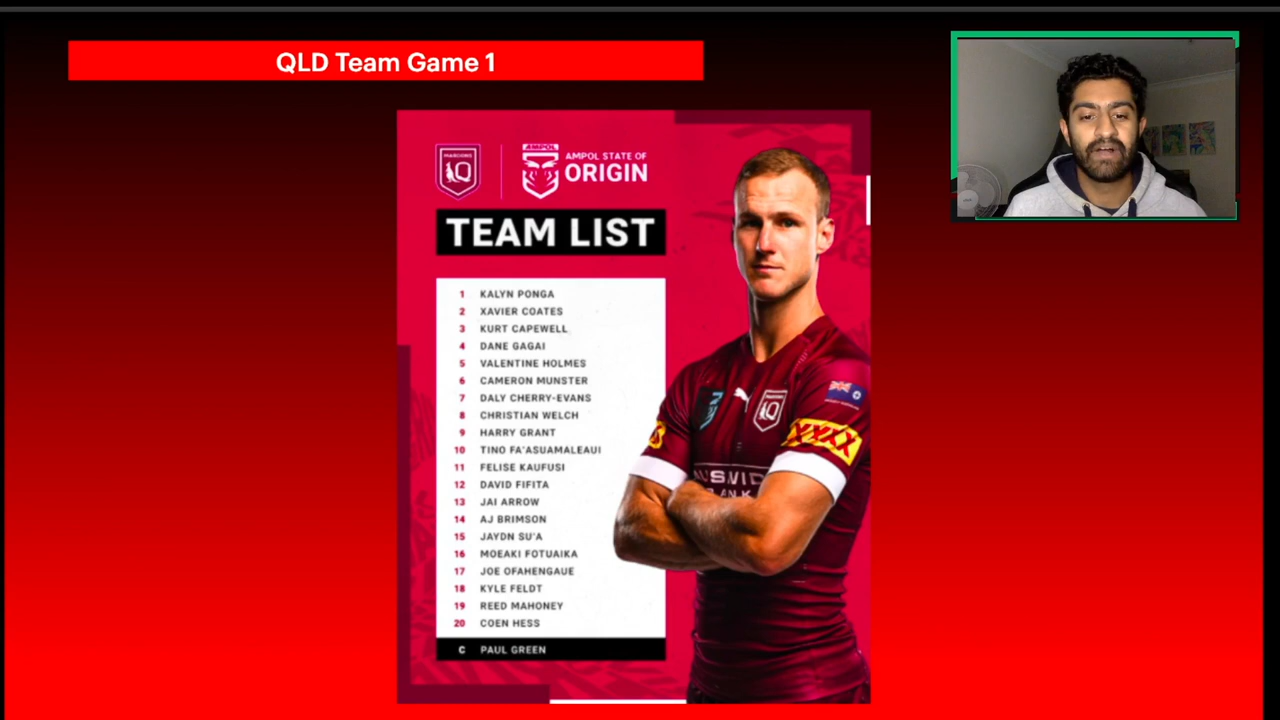 QLD Team Game 1
MAROONS
Q
AMPOL
AMPOL STATE OF
ORIGIN
TEAM LIST
1 KALYN PONGA
2 XAVIER COATES
3 KURT CAPEWELL
4 DANE GAGAI
5 VALENTINE HOLMES
6 CAMERON MUNSTER
7 DALY CHERRY-EVANS
8 CHRISTIAN WELCH
9 HARRY GRANT
10 TINO FA'ASUAMALEAUI
11 FELISE KAUFUSI
12 DAVID FIFITA
13 JAI ARROW
14 AJ BRIMSON
15 JAYDN SU'A
16 MOEAKI FOTUAIKA
17 JOE OFAHENGAUE
18 KYLE FELDT
19 REED MAHONEY
20 COEN HESS
C PAUL GREEN
Q
XXXX